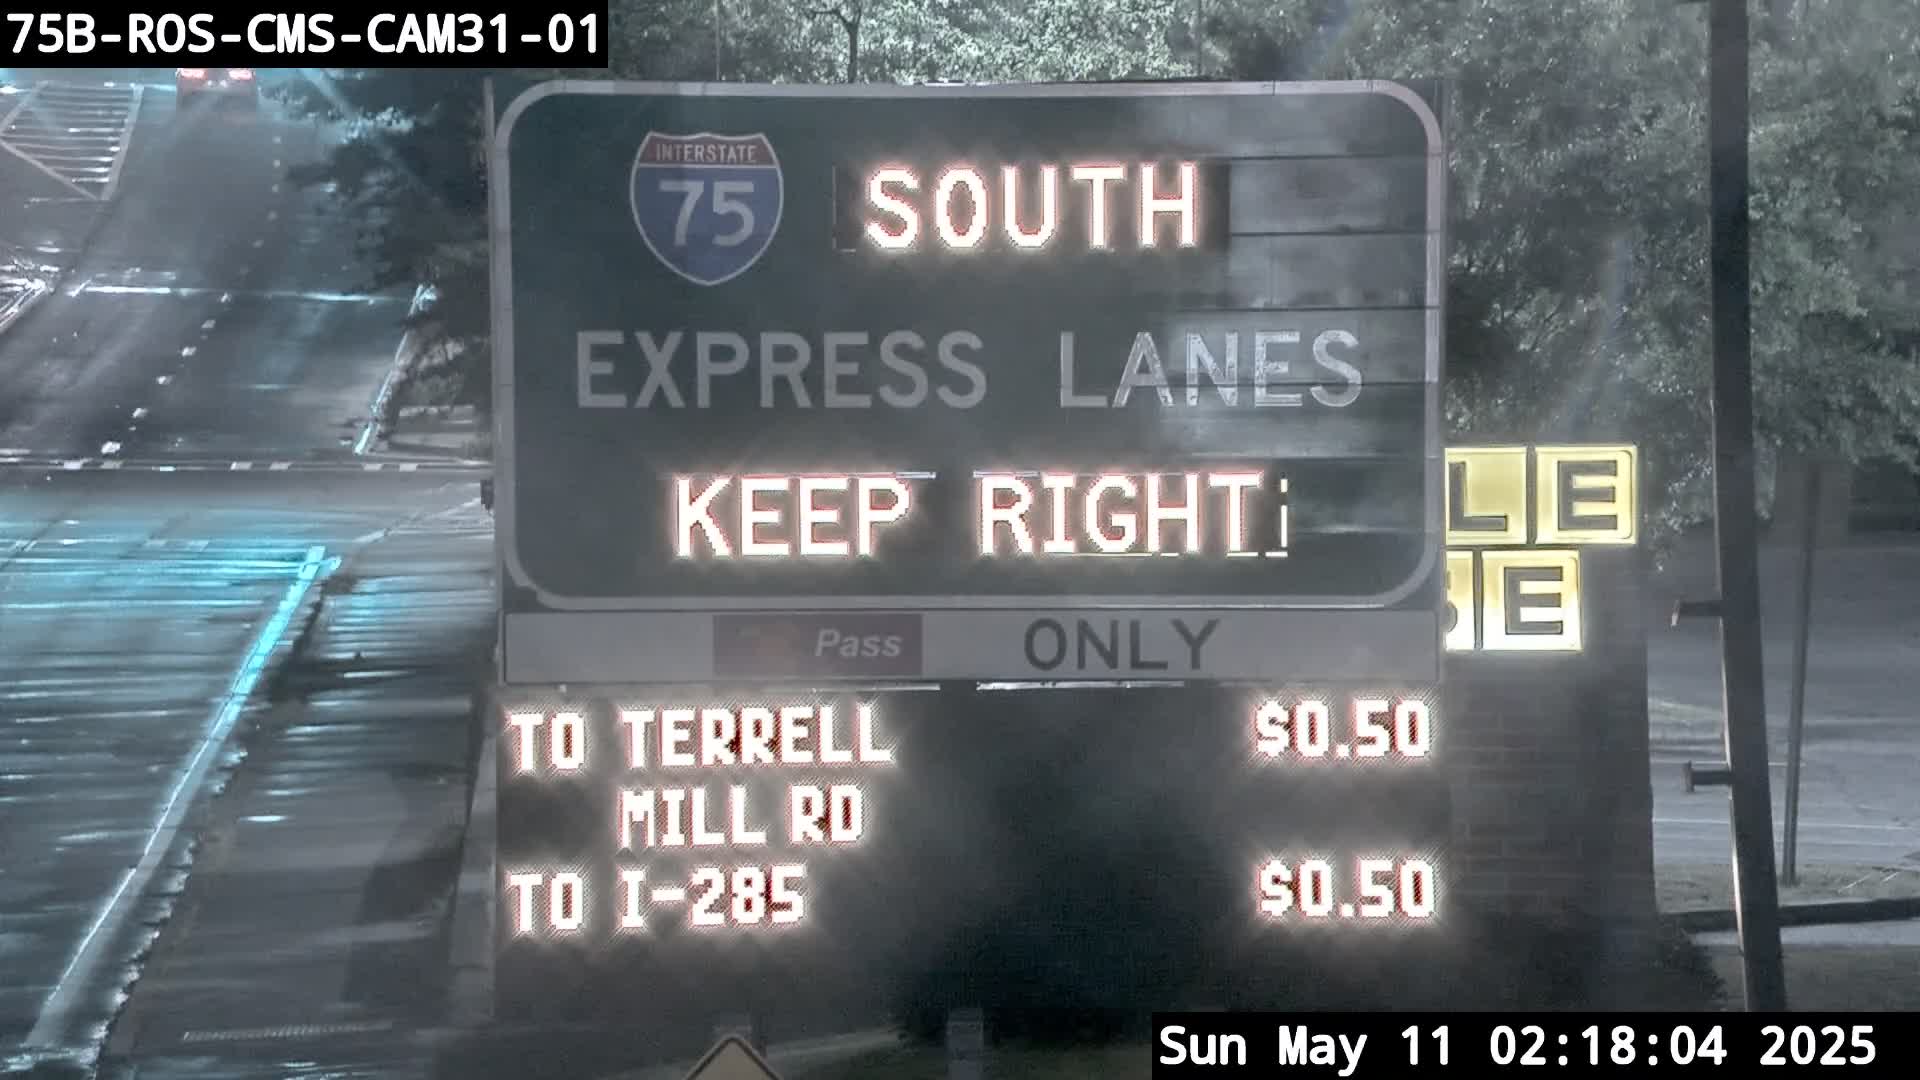 75B-ROS-CMS-CAM31-01
INTERSTATE
75
SOUTH
EXPRESS LANES
KEEP RIGHT
LE
E
Pass ONLY
TO TERRELL $0.50
MILL RD
TO I-285 $0.50
Sun May 11 02:18:04 2025